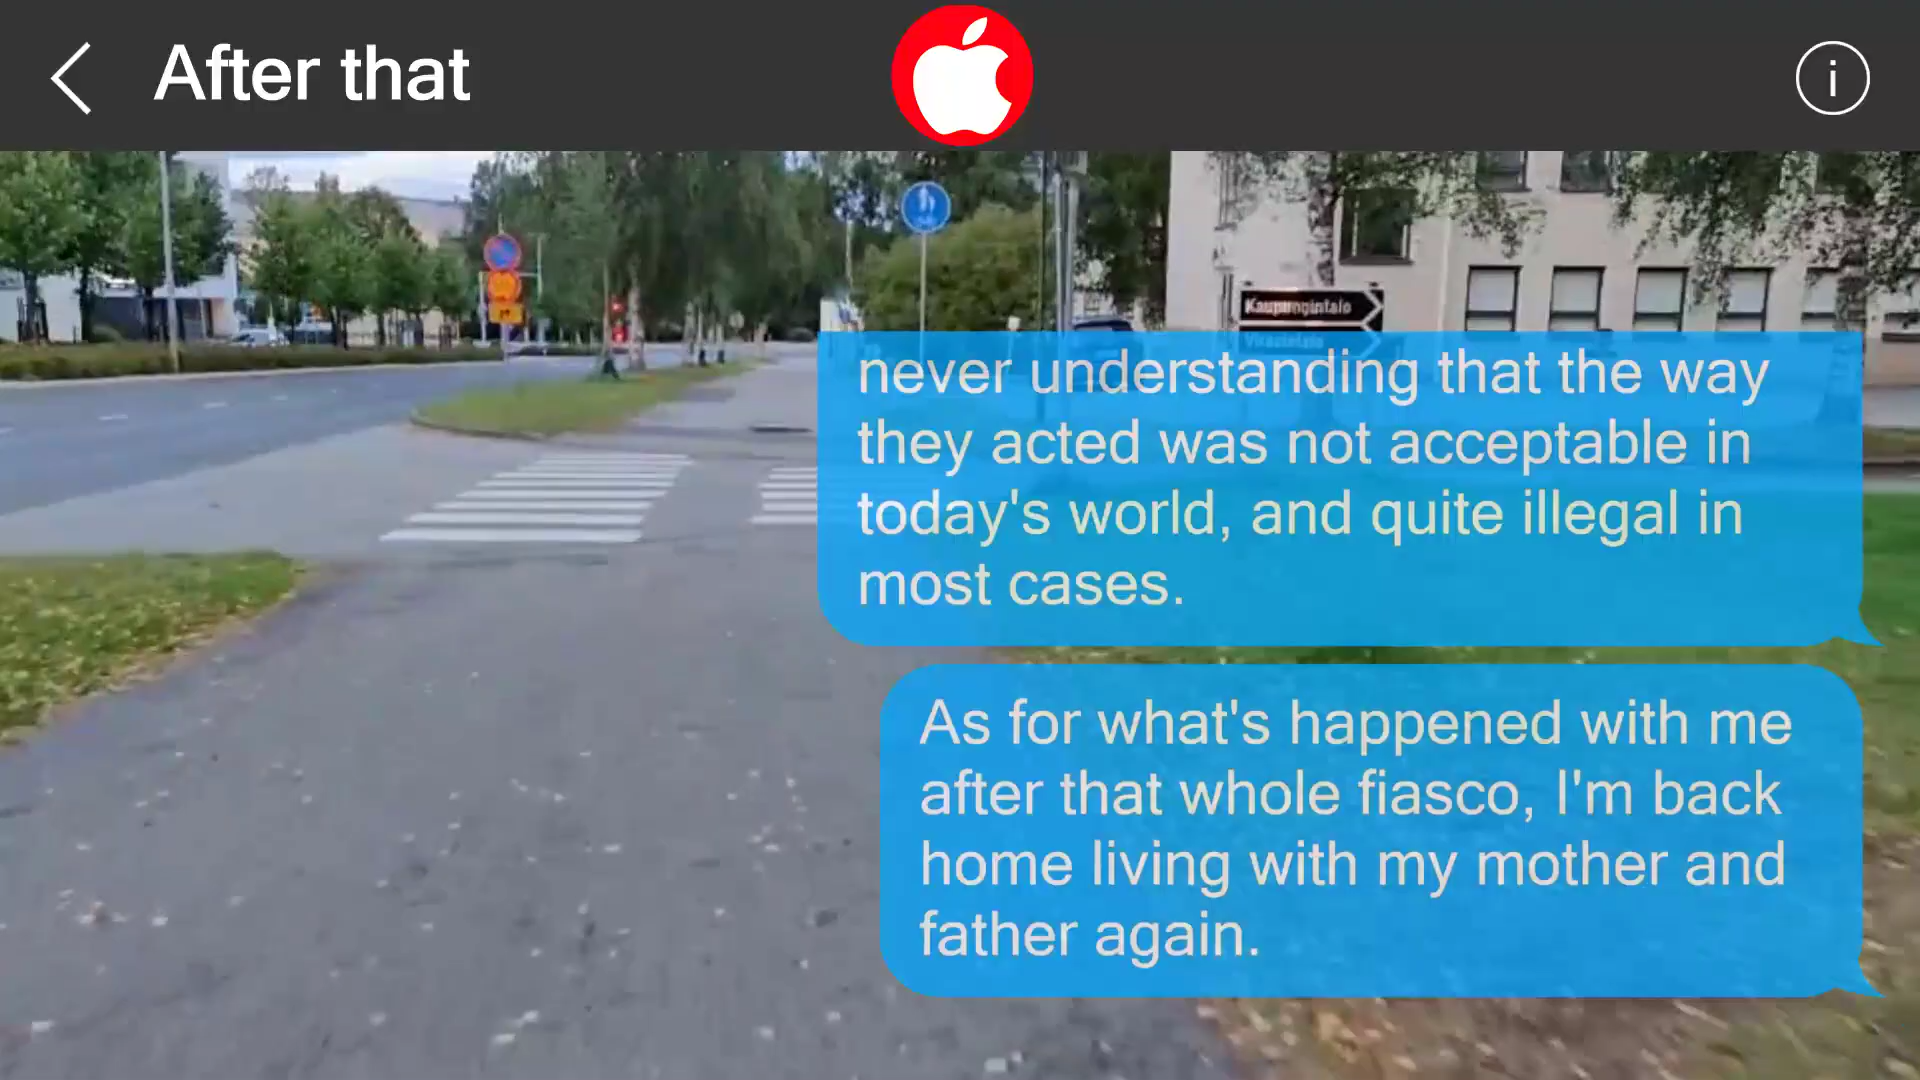 After that
Kaupungintalo
Virastotalo
never understanding that the way
they acted was not acceptable in
today's world, and quite illegal in
most cases.
As for what's happened with me
after that whole fiasco, I'm back
home living with my mother and
father again.